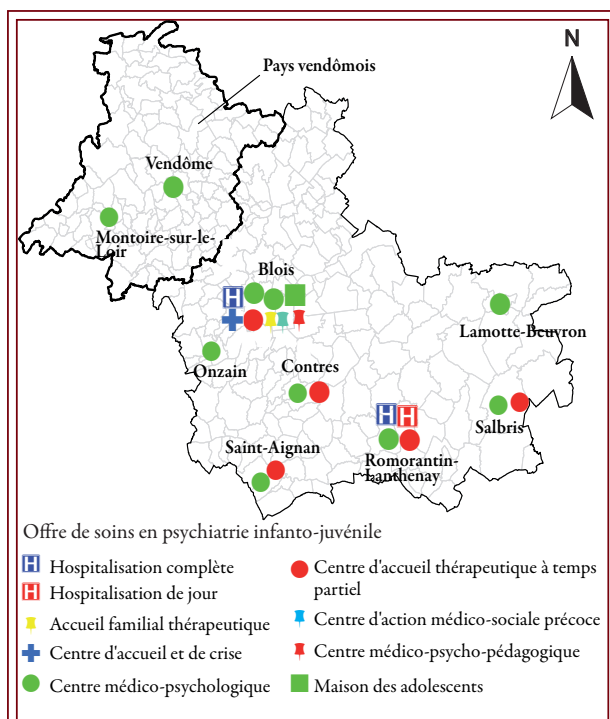 N
Pays vendômois
Vendôme
Montoire-sur-le-
Loir
Blois
H
Lamotte-Beuvron
Onzain
Contres
H H
Salbris
Saint-Aignan
Romorantin-
Lanthenay
Offre de soins en psychiatrie infanto-juvénile
H Hospitalisation complète
H Hospitalisation de jour
Accueil familial thérapeutique
Centre d'accueil et de crise
Centre médico-psychologique
Centre d'accueil thérapeutique à temps
partiel
Centre d'action médico-sociale précoce
Centre médico-psycho-pédagogique
Maison des adolescents